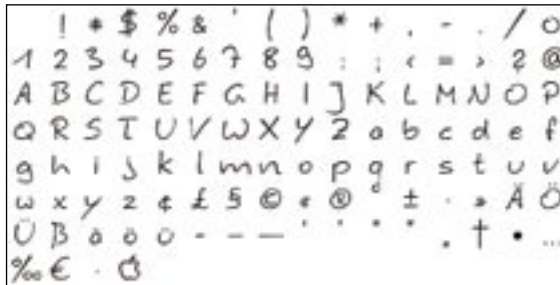 ! * $ % & ' ( ) * + , - . / 0
1 2 3 4 5 6 7 8 9 : ; < = > ? @
A B C D E F G H I J K L M N O P
Q R S T U V W X Y Z a b c d e f
g h i j k l m n o p q r s t u v
w x y z ¢ £ § © « ® ° ± · » Ä Ö
Ü ß ä ö ü - – — ‘ ’ “ ” „ † • …
‰ € ·